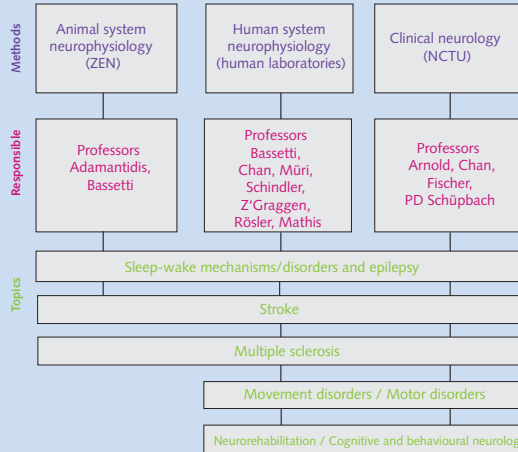 Methods
Animal system
neurophysiology
(ZEN)
Human system
neurophysiology
(human laboratories)
Clinical neurology
(NCTU)
Responsible
Professors
Adamantidis,
Bassetti
Professors
Bassetti,
Chan, Müri,
Schindler,
Z'Graggen,
Rösler, Mathis
Professors
Arnold, Chan,
Fischer,
PD Schüpbach
Topics
Sleep-wake mechanisms/disorders and epilepsy
Stroke
Multiple sclerosis
Movement disorders / Motor disorders
Neurorehabilitation / Cognitive and behavioural neurolog